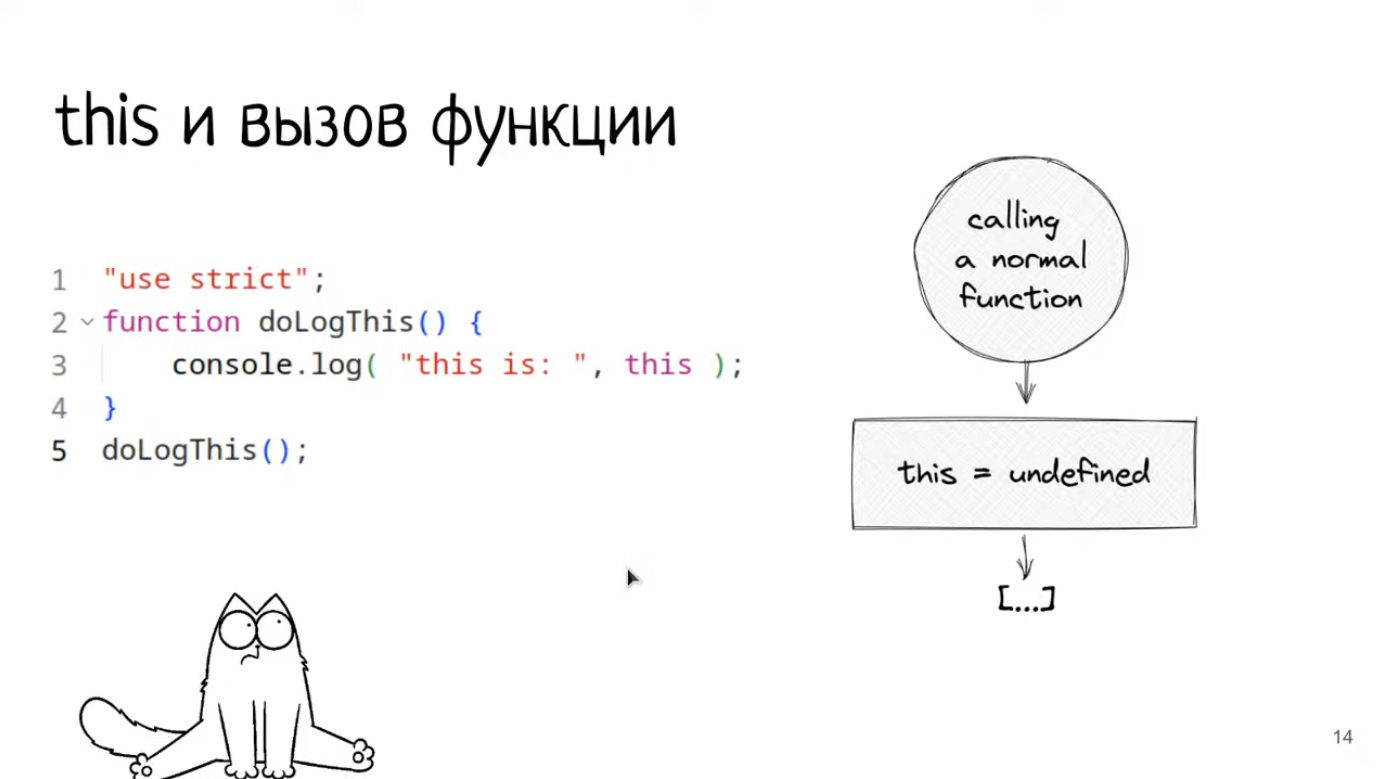 this и вызов функции
1 "use strict";
2 function doLogThis() {
3 console.log( "this is: ", this );
4 }
5 doLogThis();
calling
a normal
function
this = undefined
[...]
14